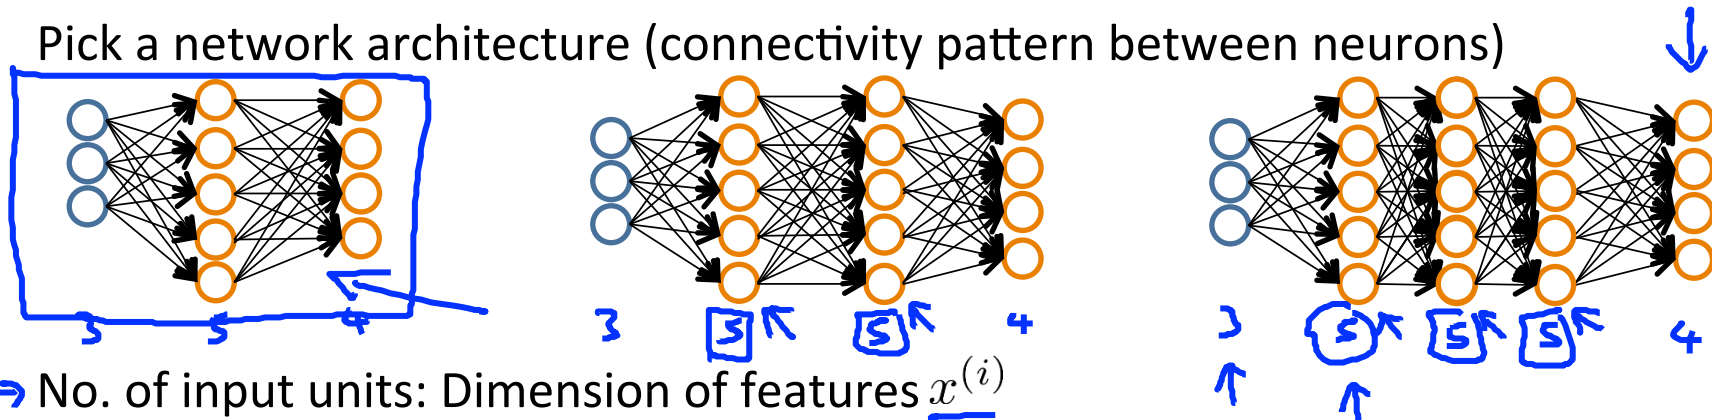 Pick a network architecture (connectivity pattern between neurons)
3 5 4 3 5 5 4 3 5 5 5 4
No. of input units: Dimension of features x^{(i)}